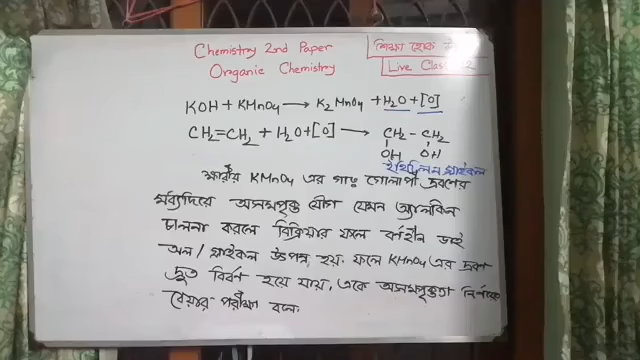 Chemistry 2nd Paper
Organic Chemistry
শিক্ষা হোক
Live Class 12
KOH + KMnO4 → K2MnO4 + H2O + [O]
CH2=CH2 + H2O + [O] → CH2 – CH2
OH OH
ইথিলিন গ্লাইকল
ক্ষারীয় KMnO4 এর গাঢ় গোলাপী দ্রবণের
মধ্যদিয়ে অসম্পৃক্ত যৌগ যেমন অ্যালকিন
চালনা করলে বিক্রিয়ার ফলে বর্ণহীন ডাই
অল / গ্লাইকল উৎপন্ন হয়. ফলে KMnO4 এর দ্রবণ
দ্রুত বিবর্ণ হয়ে যায়, একে অসম্পৃক্ততা নির্ণয়ের
বেয়ার পরীক্ষা বলে.